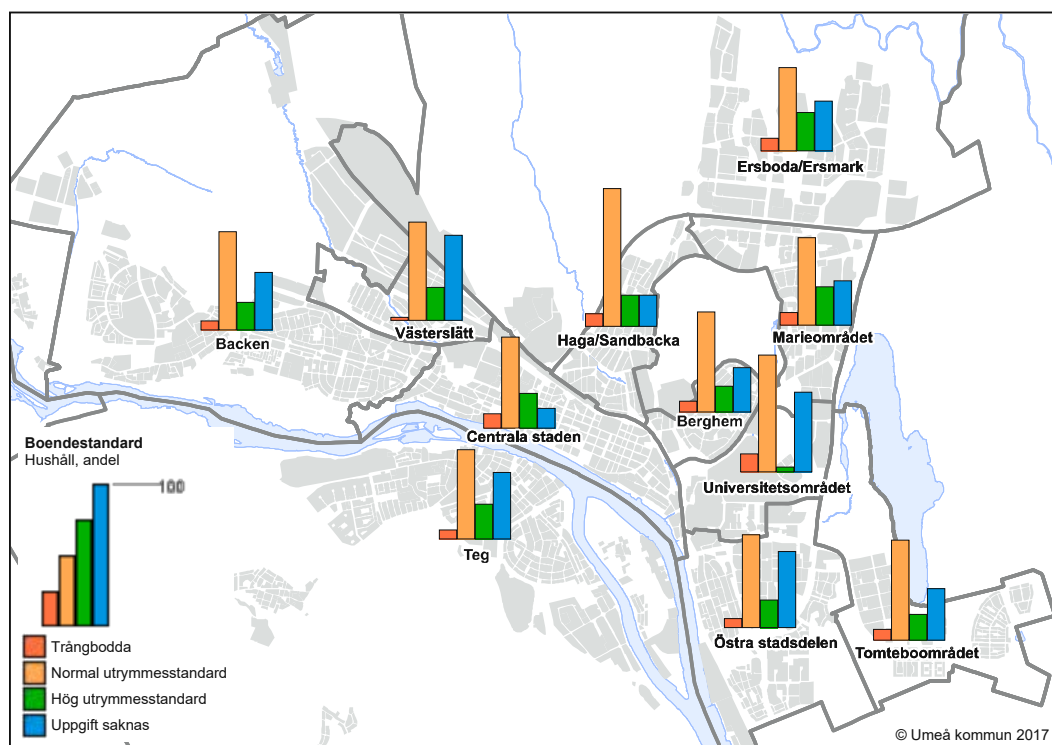 Ersboda/Ersmark
Backen
Västerslätt
Haga/Sandbacka
Marieområdet
Berghem
Centrala staden
Universitetsområdet
Teg
Östra stadsdelen
Tomteboområdet
Boendestandard
Hushåll, andel
100
Trångbodda
Normal utrymmesstandard
Hög utrymmesstandard
Uppgift saknas
© Umeå kommun 2017